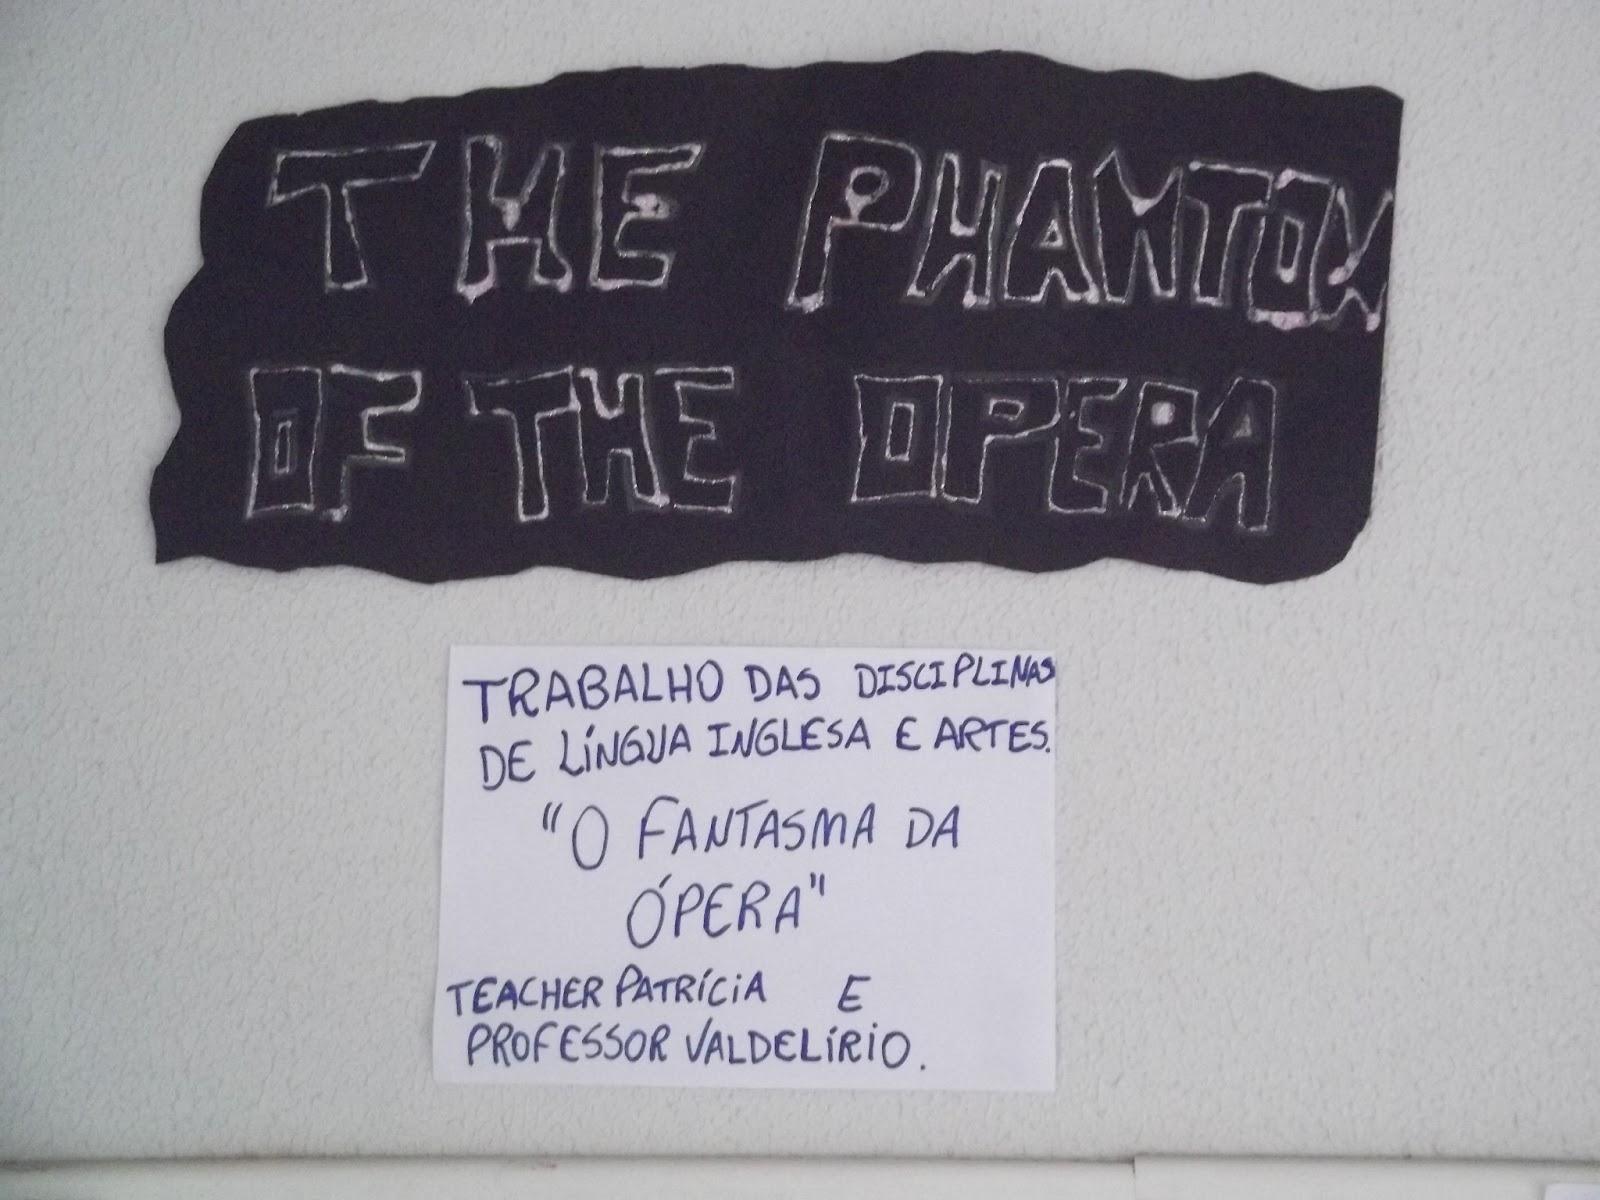 THE PHANTOM
OF THE OPERA
TRABALHO DAS DISCIPLINAS
DE LÍNGUA INGLESA E ARTES.
"O FANTASMA DA
ÓPERA"
TEACHER PATRÍCIA E
PROFESSOR VALDELÍRIO.